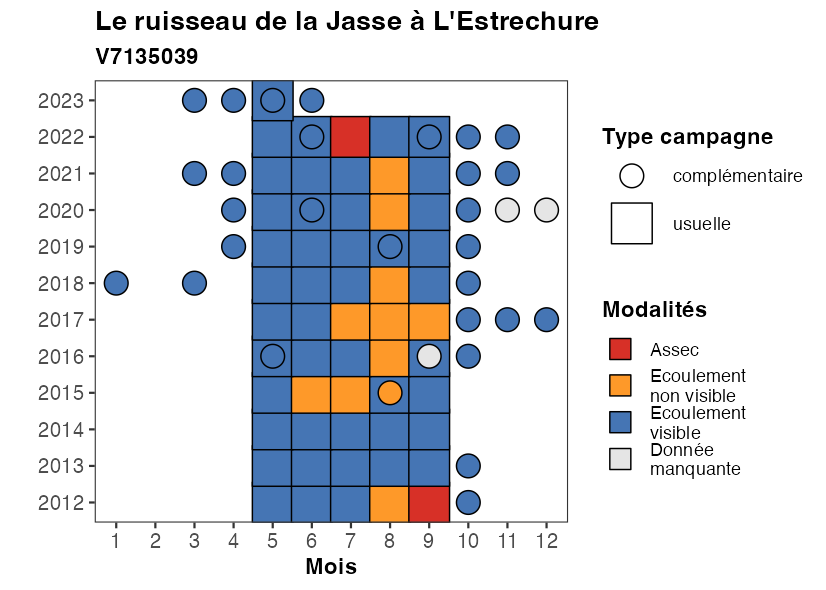 Le ruisseau de la Jasse à L'Estrechure
V7135039
2023
2022
2021
2020
2019
2018
2017
2016
2015
2014
2013
2012
1 2 3 4 5 6 7 8 9 10 11 12
Mois
Type campagne
complémentaire
usuelle
Modalités
Assec
Ecoulement
non visible
Ecoulement
visible
Donnée
manquante